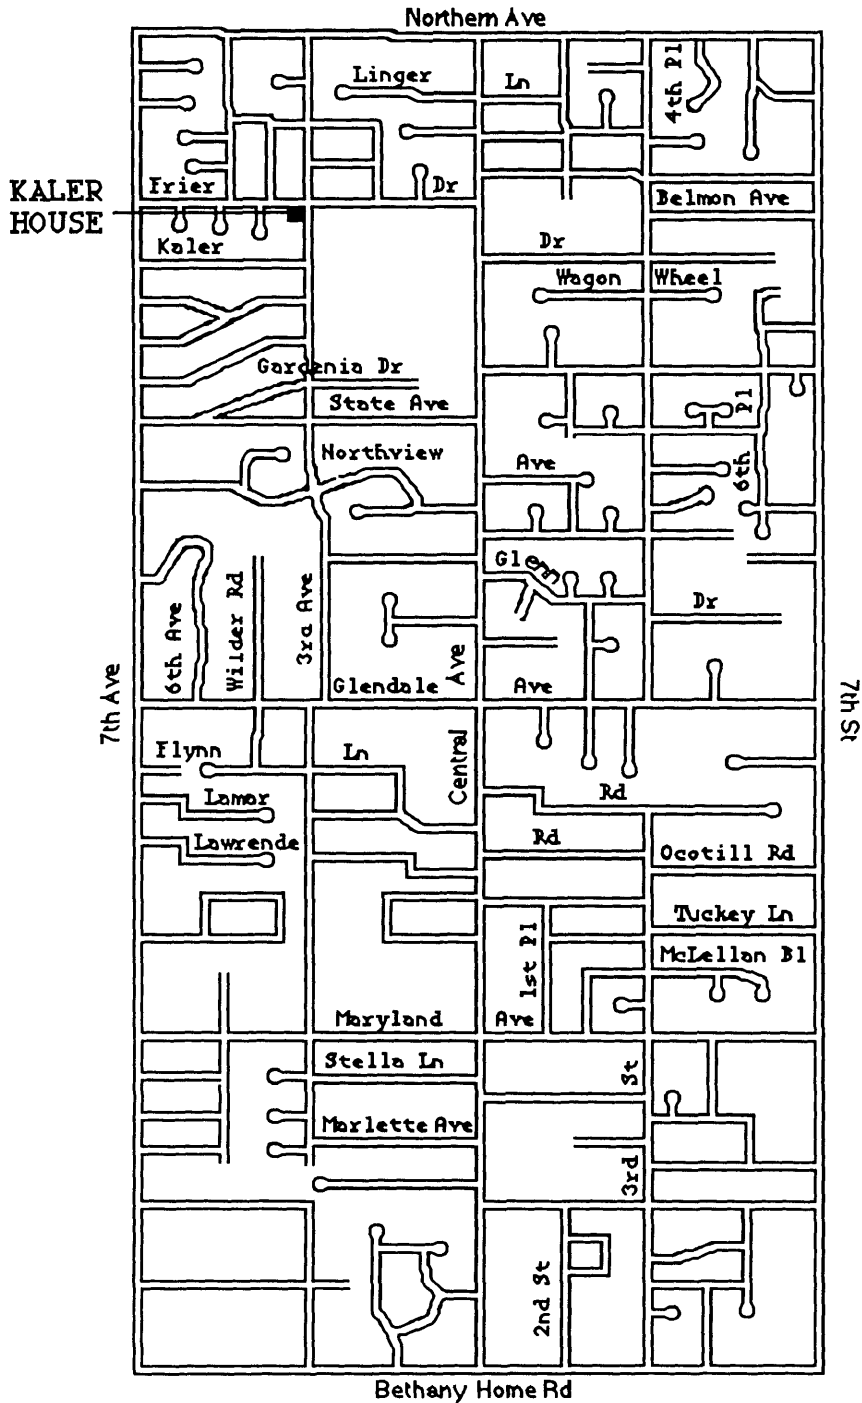 Northern Ave
Linger Ln
4th Pl
KALER
HOUSE
Frier Dr
Belmon Ave
Kaler Dr
Wagon Wheel
Gardenia Dr
State Ave
6th Pl
Northview Ave
Glenn Dr
6th Ave
Wilder Rd
3ra Ave
Central Ave
7th Ave
7th St
Glendale Ave
Flynn Ln
Lamar Rd
Lawrende Rd
Ocotill Rd
Tuckey Ln
McLellan Bl
1st Pl
Maryland Ave
Stella Ln
3rd St
Marlette Ave
2nd St
Bethany Home Rd